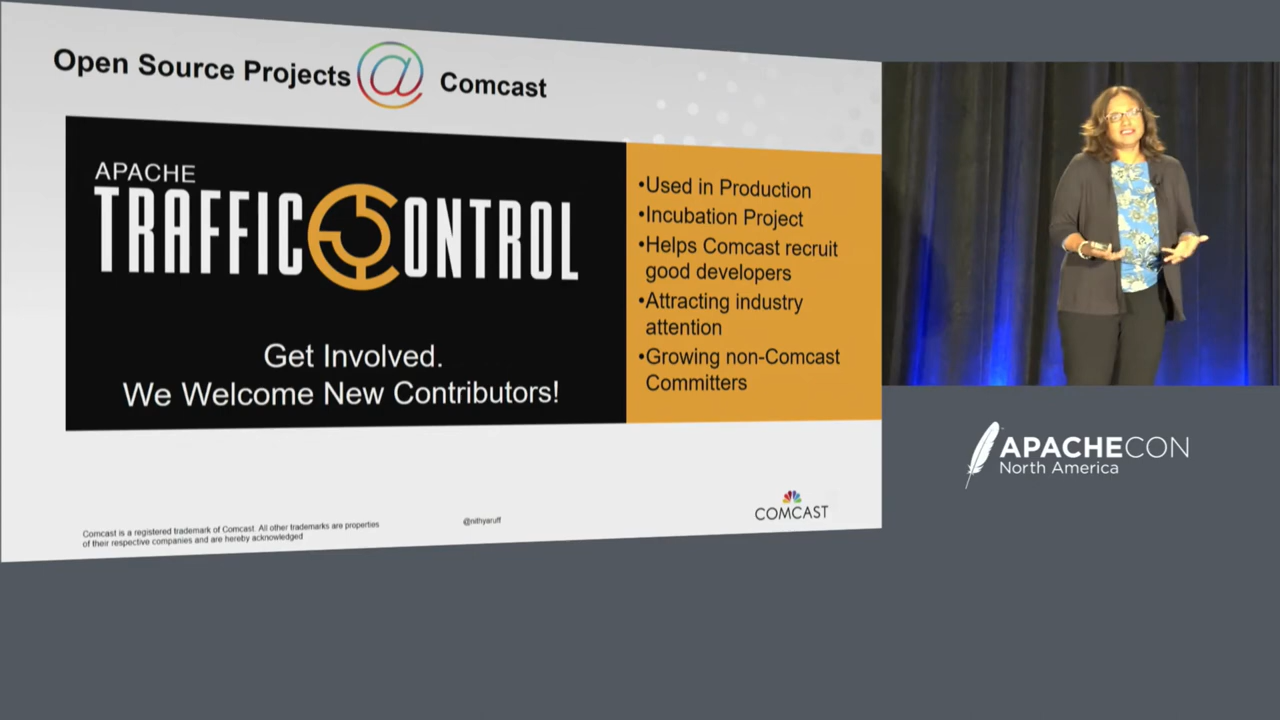 Open Source Projects @ Comcast
APACHE
TRAFFIC CONTROL
Get Involved.
We Welcome New Contributors!
•Used in Production
•Incubation Project
•Helps Comcast recruit
good developers
•Attracting industry
attention
•Growing non-Comcast
Committers
Comcast is a registered trademark of Comcast. All other trademarks are properties
of their respective companies and are hereby acknowledged
@nithyaruff
COMCAST
APACHECON
North America